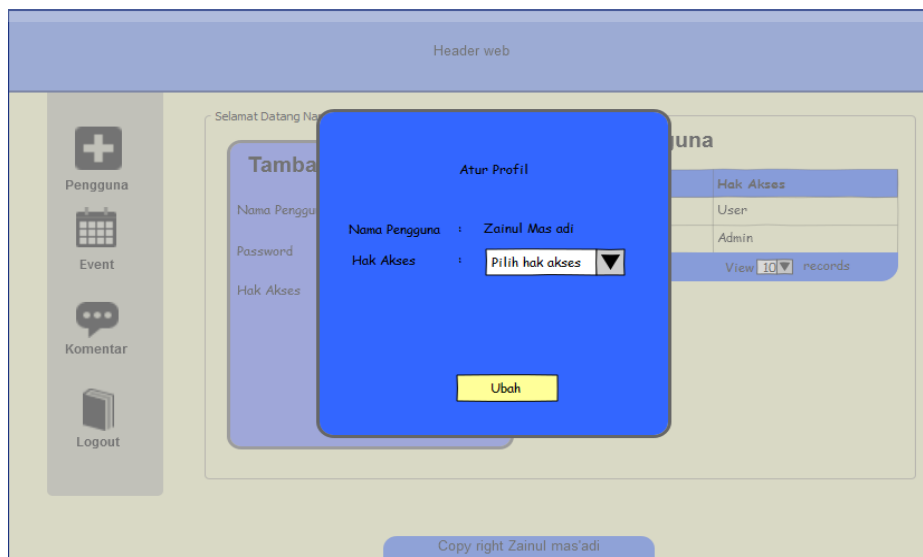 Header web
Pengguna
Event
Komentar
Logout
Selamat Datang Na
Tamba
Nama Penggu
Password
Hak Akses
Atur Profil
Nama Pengguna : Zainul Mas adi
Hak Akses : Pilih hak akses
Ubah
guna
Hak Akses
User
Admin
View 10 records
Copy right Zainul mas'adi